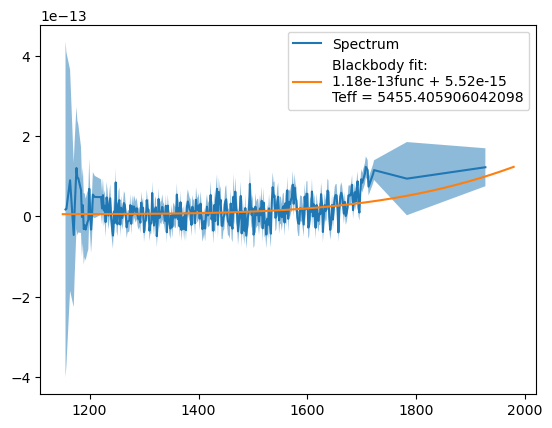 1e−13
4
2
0
−2
−4
1200
1400
1600
1800
2000
Spectrum
Blackbody fit:
1.18e-13func + 5.52e-15
Teff = 5455.405906042098